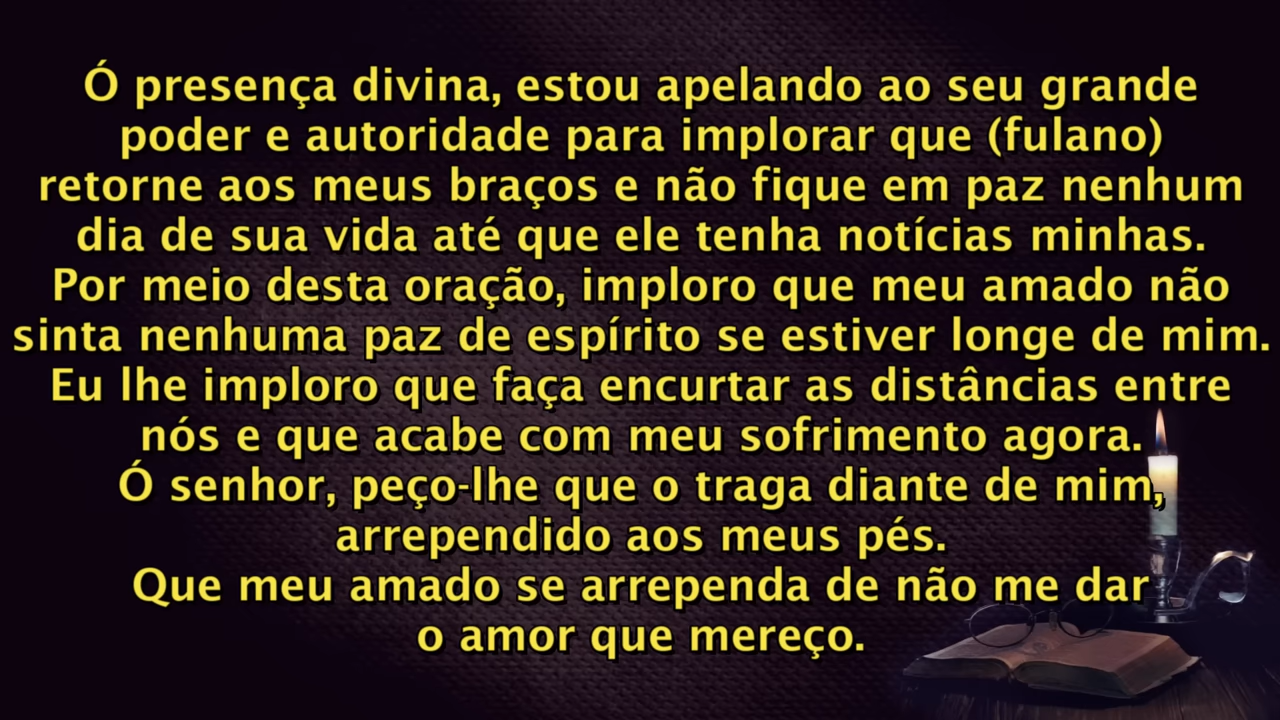 Ó presença divina, estou apelando ao seu grande
poder e autoridade para implorar que (fulano)
retorne aos meus braços e não fique em paz nenhum
dia de sua vida até que ele tenha notícias minhas.
Por meio desta oração, imploro que meu amado não
sinta nenhuma paz de espírito se estiver longe de mim.
Eu lhe imploro que faça encurtar as distâncias entre
nós e que acabe com meu sofrimento agora.
Ó senhor, peço-lhe que o traga diante de mim,
arrependido aos meus pés.
Que meu amado se arrependa de não me dar
o amor que mereço.